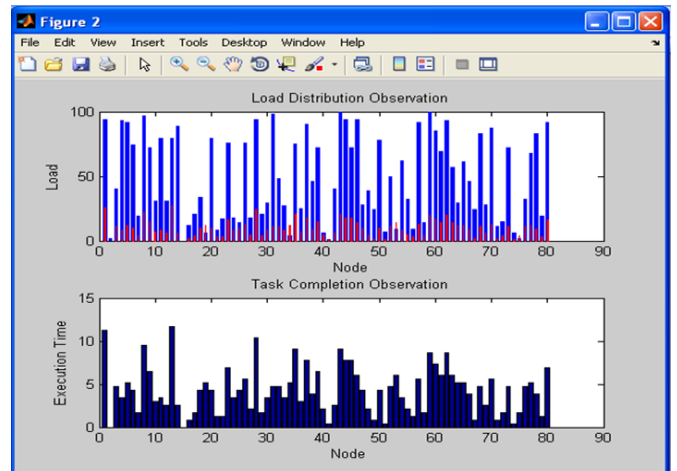 Figure 2
File Edit View Insert Tools Desktop Window Help
Load Distribution Observation
100
50
0
Load
0 10 20 30 40 50 60 70 80 90
Node
Task Completion Observation
15
10
5
0
Execution Time
0 10 20 30 40 50 60 70 80 90
Node